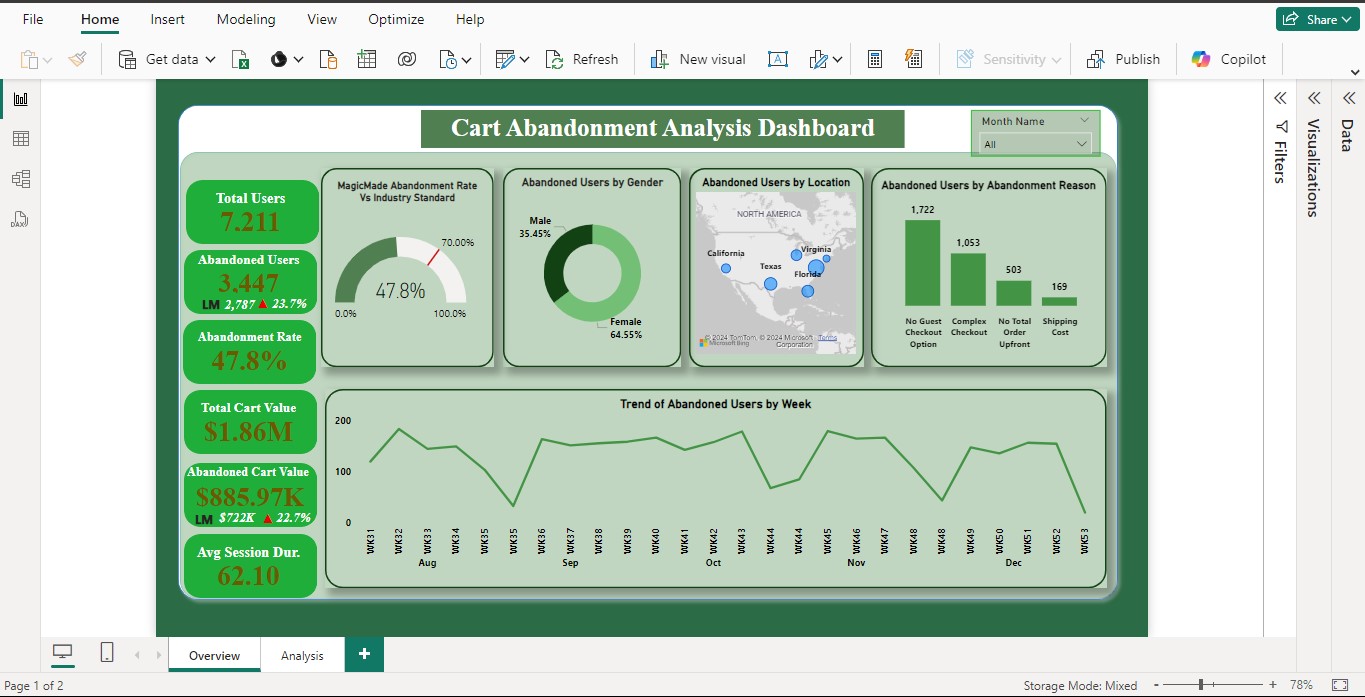 File Home Insert Modeling View Optimize Help Share
Get data Refresh New visual Sensitivity Publish Copilot
DAX
Cart Abandonment Analysis Dashboard
Month Name
All
Total Users
7,211
Abandoned Users
3,447
LM 2,787 ▲ 23.7%
Abandonment Rate
47.8%
Total Cart Value
$1.86M
Abandoned Cart Value
$885.97K
LM $722K ▲ 22.7%
Avg Session Dur.
62.10
MagicMade Abandonment Rate
Vs Industry Standard
70.00%
47.8%
0.0% 100.0%
Abandoned Users by Gender
Male
35.45%
Female
64.55%
Abandoned Users by Location
NORTH AMERICA
California
Virginia
Texas
Florida
© 2024 TomTom, © 2024 Microsoft Corporation Terms
Microsoft Bing
Abandoned Users by Abandonment Reason
1,722
1,053
503
169
No Guest Checkout Option
Complex Checkout
No Total Order Upfront
Shipping Cost
Trend of Abandoned Users by Week
200
100
0
WK31 WK32 WK33 WK34 WK35 WK35 WK36 WK37 WK38 WK39 WK40 WK41 WK42 WK43 WK44 WK44 WK45 WK46 WK47 WK48 WK48 WK49 WK50 WK51 WK52 WK53
Aug Sep Oct Nov Dec
Filters
Visualizations
Data
Overview Analysis +
Page 1 of 2
Storage Mode: Mixed - + 78%